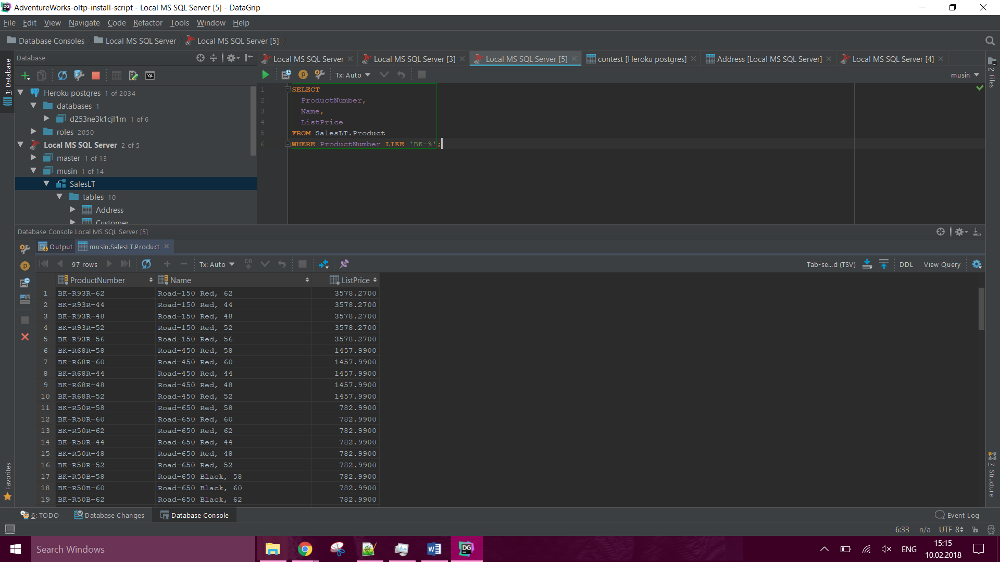 AdventureWorks-oltp-install-script - Local MS SQL Server [5] - DataGrip
File Edit View Navigate Code Refactor Tools Window Help
Database Consoles Local MS SQL Server Local MS SQL Server [5]
1: Database
Database
Local MS SQL Server Local MS SQL Server [3] Local MS SQL Server [5] contest [Heroku postgres] Address [Local MS SQL Server] Local MS SQL Server [4]
2: Files
Tx: Auto musin
Heroku postgres 1 of 2034
databases 1
d253ne3k1cjl1m 1 of 6
roles 2050
Local MS SQL Server 2 of 5
master 1 of 13
musin 1 of 14
SalesLT
tables 10
Address
Customer
1 SELECT
2 ProductNumber,
3 Name,
4 ListPrice
5 FROM SalesLT.Product
6 WHERE ProductNumber LIKE 'BK-%';
Database Console Local MS SQL Server [5]
Output musin.SalesLT.Product
97 rows Tx: Auto DB Tab-se...d (TSV) DDL View Query
ProductNumber Name ListPrice
1 BK-R93R-62 Road-150 Red, 62 3578.2700
2 BK-R93R-44 Road-150 Red, 44 3578.2700
3 BK-R93R-48 Road-150 Red, 48 3578.2700
4 BK-R93R-52 Road-150 Red, 52 3578.2700
5 BK-R93R-56 Road-150 Red, 56 3578.2700
6 BK-R68R-58 Road-450 Red, 58 1457.9900
7 BK-R68R-60 Road-450 Red, 60 1457.9900
8 BK-R68R-44 Road-450 Red, 44 1457.9900
9 BK-R68R-48 Road-450 Red, 48 1457.9900
10 BK-R68R-52 Road-450 Red, 52 1457.9900
11 BK-R50R-58 Road-650 Red, 58 782.9900
12 BK-R50R-60 Road-650 Red, 60 782.9900
13 BK-R50R-62 Road-650 Red, 62 782.9900
14 BK-R50R-44 Road-650 Red, 44 782.9900
15 BK-R50R-48 Road-650 Red, 48 782.9900
16 BK-R50R-52 Road-650 Red, 52 782.9900
17 BK-R50B-58 Road-650 Black, 58 782.9900
18 BK-R50B-60 Road-650 Black, 60 782.9900
19 BK-R50B-62 Road-650 Black, 62 782.9900
Favorites
7: Structure
6: TODO Database Changes Database Console Event Log
6:33 n/a UTF-8
Search Windows
DG
ENG
15:15
10.02.2018